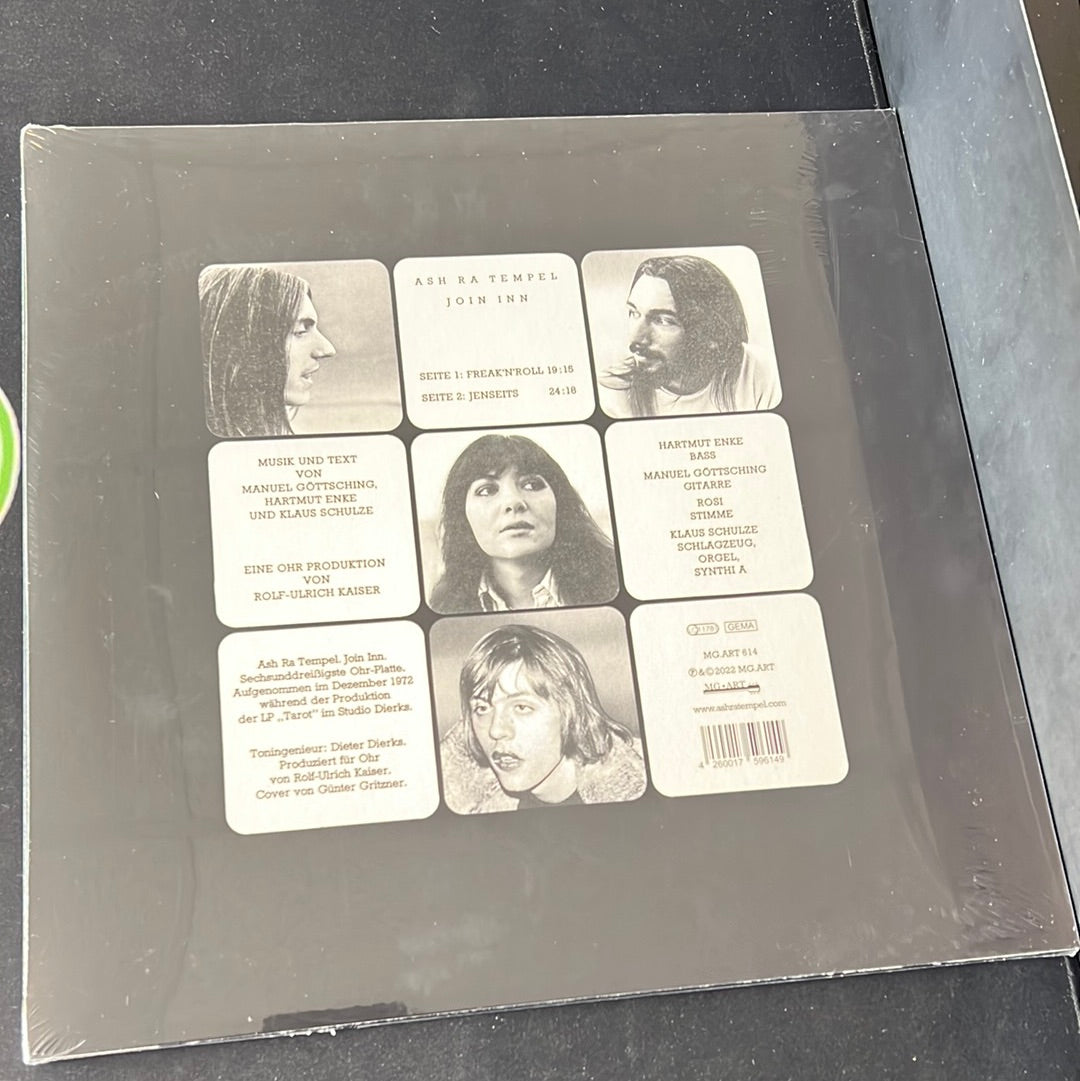 ASH RA TEMPEL
JOIN INN
SEITE 1: FREAK'N'ROLL 19:15
SEITE 2: JENSEITS 24:18
MUSIK UND TEXT
VON
MANUEL GÖTTSCHING,
HARTMUT ENKE
UND KLAUS SCHULZE
EINE OHR PRODUKTION
VON
ROLF-ULRICH KAISER
HARTMUT ENKE
BASS
MANUEL GÖTTSCHING
GITARRE
ROSI
STIMME
KLAUS SCHULZE
SCHLAGZEUG,
ORGEL,
SYNTHI A
Ash Ra Tempel. Join Inn.
Sechsunddreißigste Ohr-Platte.
Aufgenommen im Dezember 1972
während der Produktion
der LP „Tarot" im Studio Dierks.
Toningenieur: Dieter Dierks.
Produziert für Ohr
von Rolf-Ulrich Kaiser.
Cover von Günter Gritzner.
GEMA
MG.ART 614
℗&©2022 MG.ART
MG·ART
www.ashratempel.com
4 260017 596149